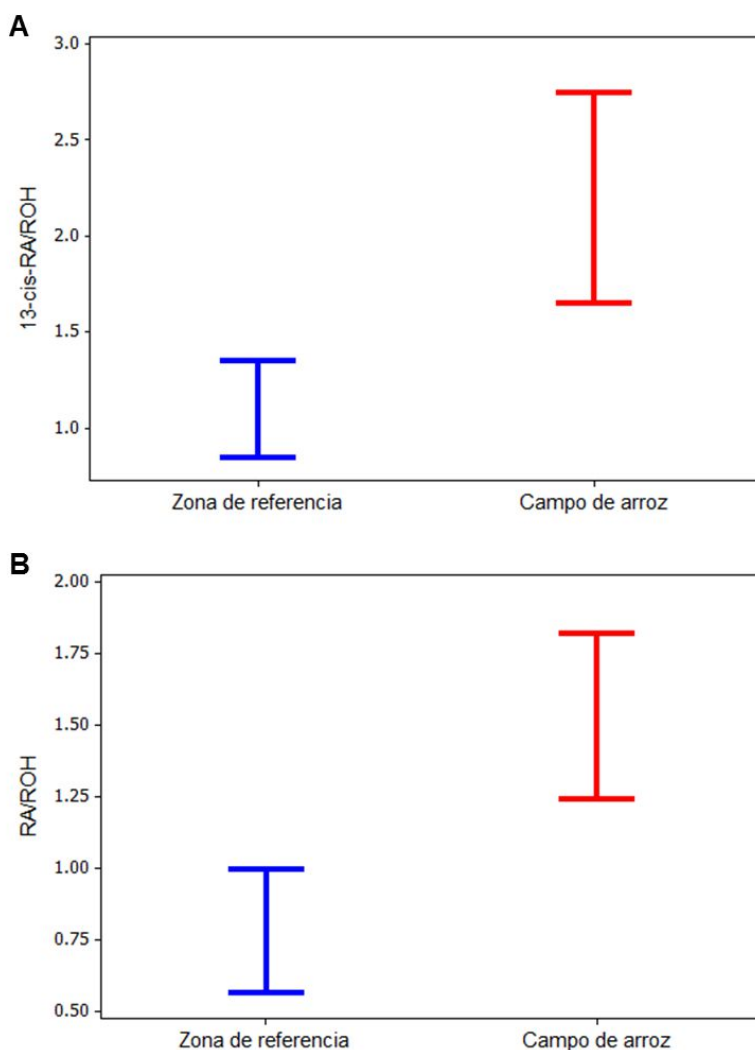 A
3.0
2.5
2.0
1.5
1.0
13-cis-RA/ROH
Zona de referencia
Campo de arroz
B
2.00
1.75
1.50
1.25
1.00
0.75
0.50
RA/ROH
Zona de referencia
Campo de arroz